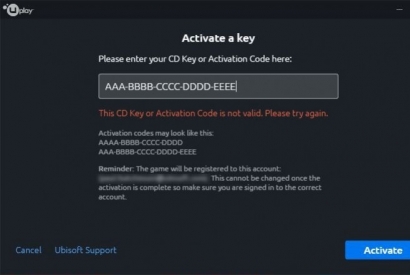 uplay
Activate a key
Please enter your CD Key or Activation Code here:
AAA-BBBB-CCCC-DDDD-EEEE
This CD Key or Activation Code is not valid. Please try again.
Activation codes may look like this:
AAAA-BBBB-CCCC-DDDD
AAA-BBBB-CCCC-DDDD-EEEE
Reminder: The game will be registered to this account:
This cannot be changed once the
activation is complete so make sure you are signed in to the correct
account.
Cancel
Ubisoft Support
Activate